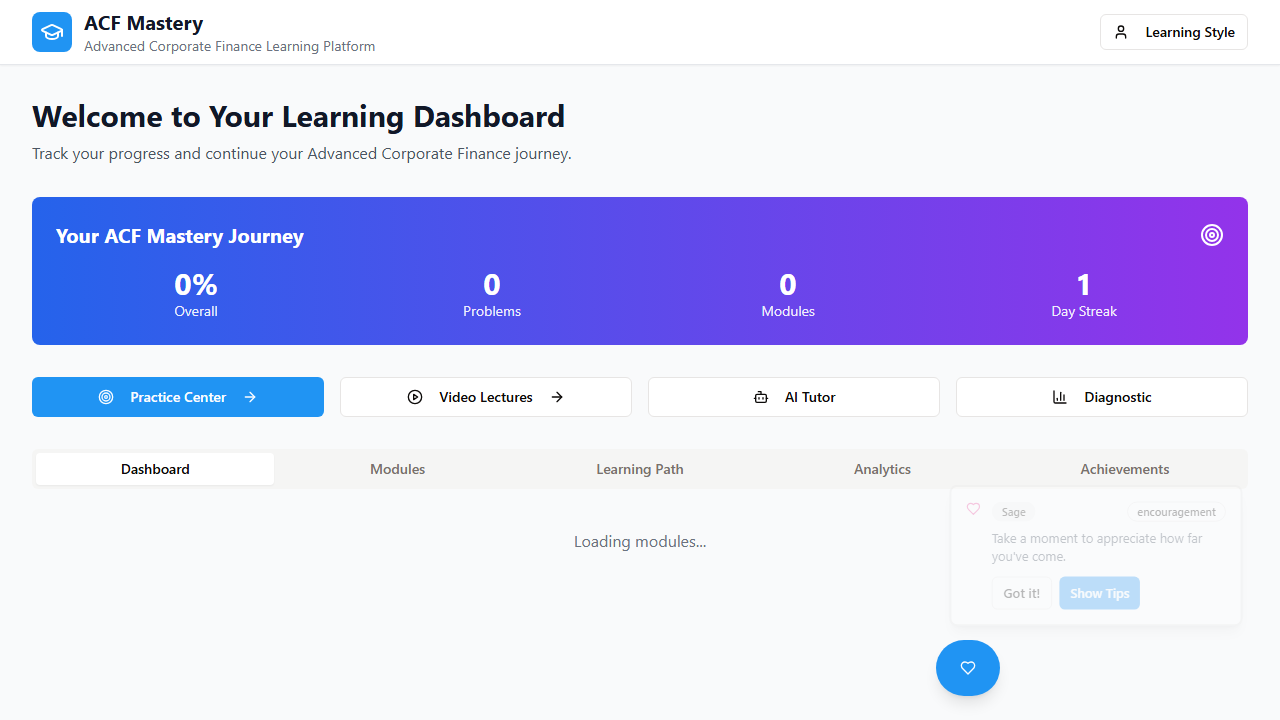 ACF Mastery
Advanced Corporate Finance Learning Platform
Learning Style
Welcome to Your Learning Dashboard
Track your progress and continue your Advanced Corporate Finance journey.
Your ACF Mastery Journey
0%
Overall
0
Problems
0
Modules
1
Day Streak
Practice Center
Video Lectures
AI Tutor
Diagnostic
Dashboard
Modules
Learning Path
Analytics
Achievements
Loading modules...
Sage
encouragement
Take a moment to appreciate how far
you've come.
Got it!
Show Tips